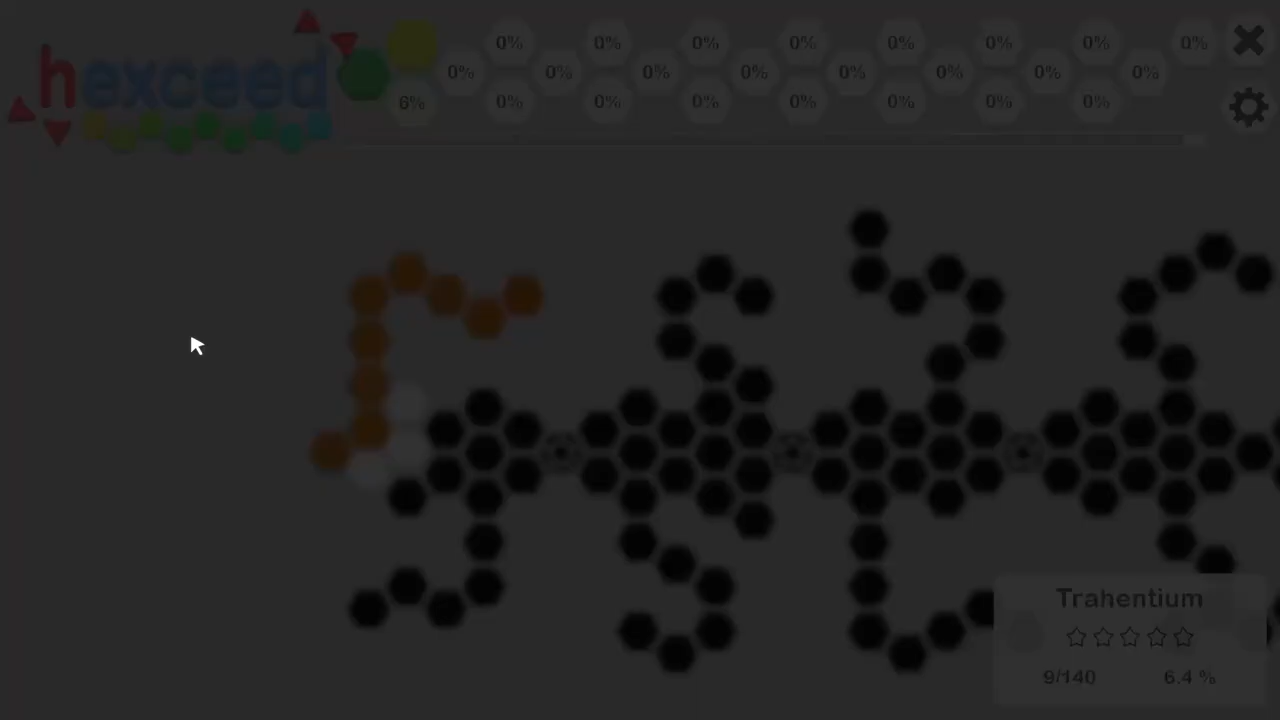 hexceed
0% 0% 0% 0% 0% 0% 0% 0%
0% 0% 0% 0% 0% 0% 0% 0%
6% 0% 0% 0% 0% 0% 0% 0%
Trahentium
9/140 6.4 %